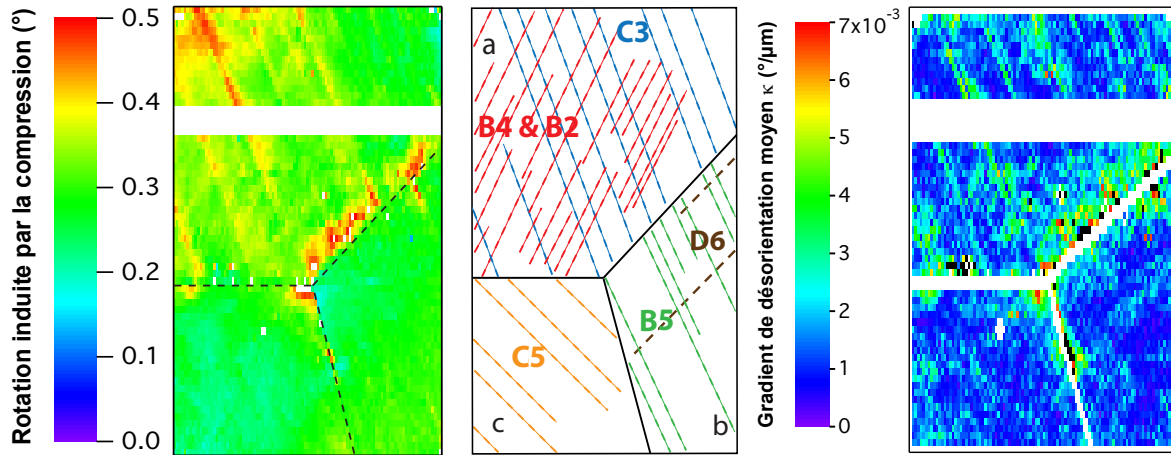 Rotation induite par la compression (°)
0.5
0.4
0.3
0.2
0.1
0.0
a
C3
B4 & B2
D6
B5
C5
c
b
Gradient de désorientation moyen κ (°/μm)
7x10⁻³
6
5
4
3
2
1
0